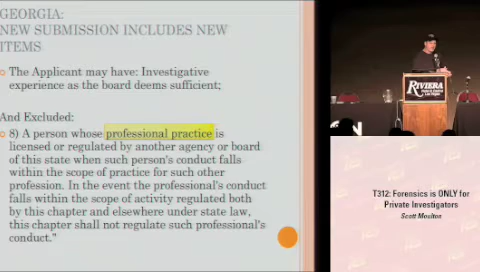 GEORGIA:
NEW SUBMISSION INCLUDES NEW
ITEMS
The Applicant may have: Investigative
experience as the board deems sufficient;
And Excluded:
8) A person whose professional practice is
licensed or regulated by another agency or board
of this state when such person's conduct falls
within the scope of practice for such other
profession. In the event the professional's conduct
falls within the scope of activity regulated both
by this chapter and elsewhere under state law,
this chapter shall not regulate such professional's
conduct."
RIVIERA
T312: Forensics is ONLY for
Private Investigators
Scott Moulton